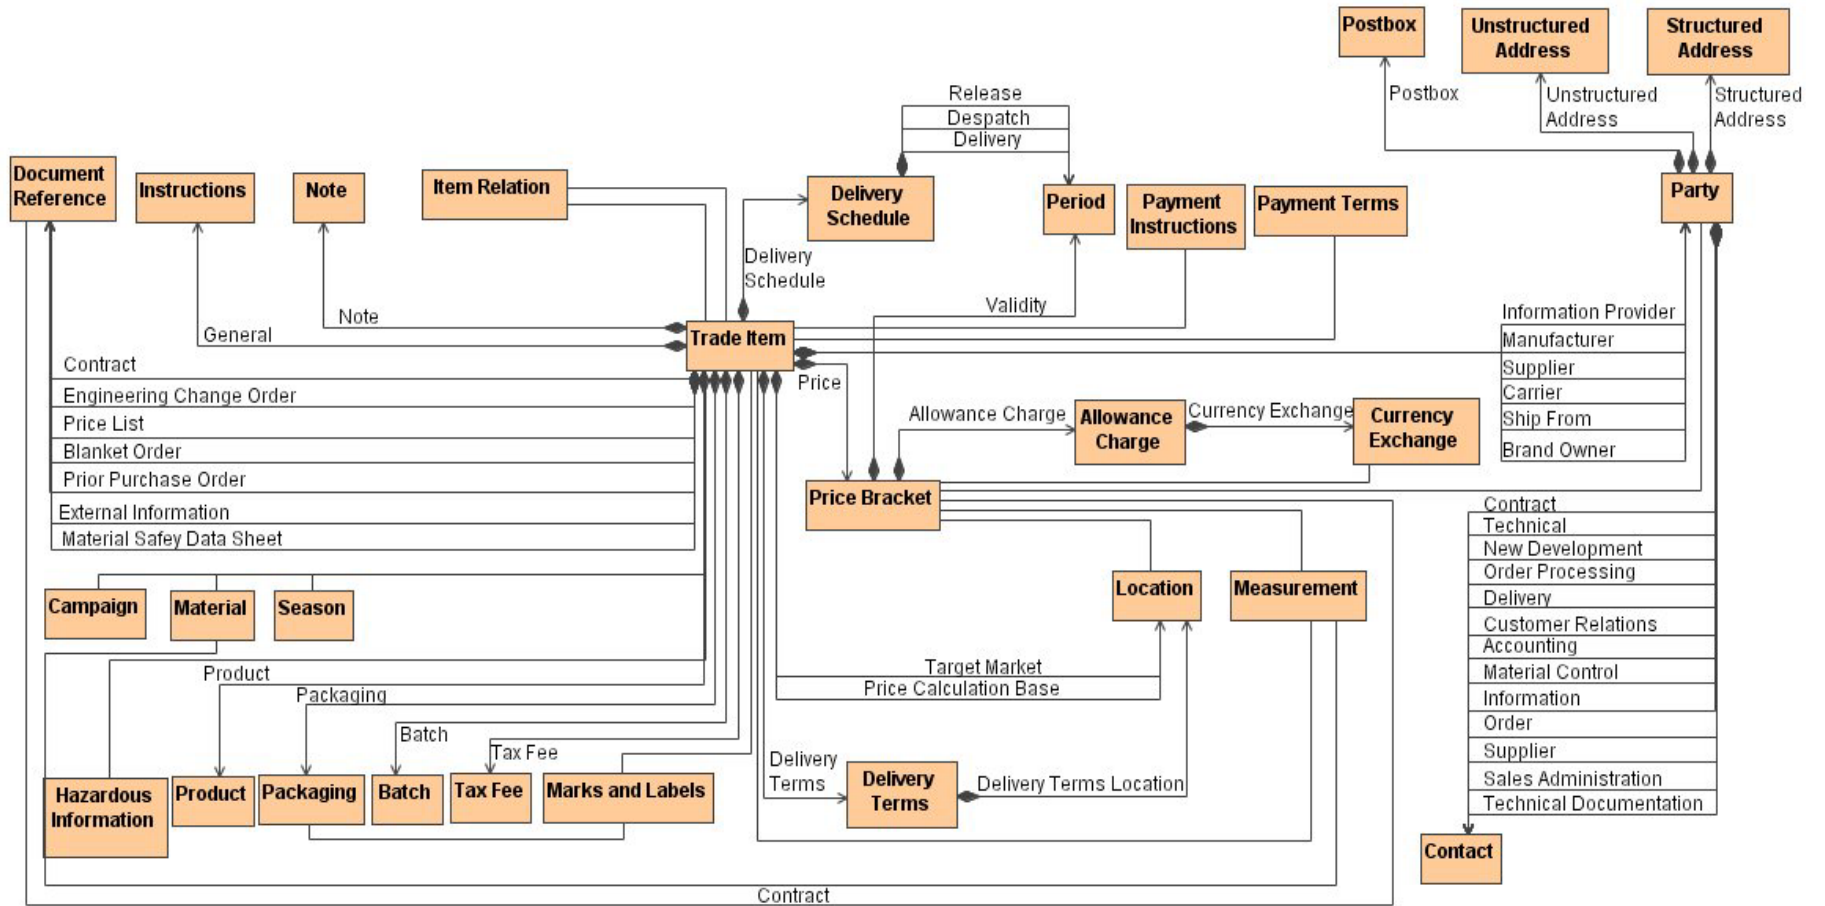 Postbox
Unstructured
Address
Structured
Address
Postbox
Unstructured
Address
Structured
Address
Release
Despatch
Delivery
Document
Reference
Instructions
Note
Item Relation
Delivery
Schedule
Period
Payment
Instructions
Payment Terms
Party
Delivery
Schedule
Validity
Note
General
Trade Item
Information Provider
Manufacturer
Supplier
Carrier
Ship From
Brand Owner
Contract
Engineering Change Order
Price List
Blanket Order
Prior Purchase Order
External Information
Material Safey Data Sheet
Price
Allowance Charge
Allowance
Charge
Currency Exchange
Currency
Exchange
Price Bracket
Contract
Technical
New Development
Order Processing
Delivery
Customer Relations
Accounting
Material Control
Information
Order
Supplier
Sales Administration
Technical Documentation
Campaign
Material
Season
Location
Measurement
Product
Packaging
Batch
Tax Fee
Target Market
Price Calculation Base
Delivery
Terms
Delivery
Terms
Delivery Terms Location
Hazardous
Information
Product
Packaging
Batch
Tax Fee
Marks and Labels
Contact
Contract